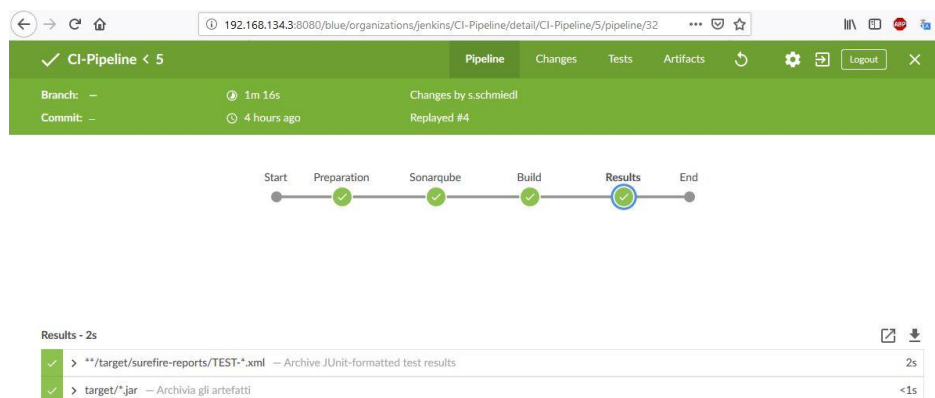 192.168.134.3:8080/blue/organizations/jenkins/CI-Pipeline/detail/CI-Pipeline/5/pipeline/32
ABP
CI-Pipeline < 5
Pipeline Changes Tests Artifacts Logout
Branch: — 1m 16s Changes by s.schmiedl
Commit: — 4 hours ago Replayed #4
Start Preparation Sonarqube Build Results End
Results - 2s
**/target/surefire-reports/TEST-*.xml — Archive JUnit-formatted test results 2s
target/*.jar — Archivia gli artefatti <1s